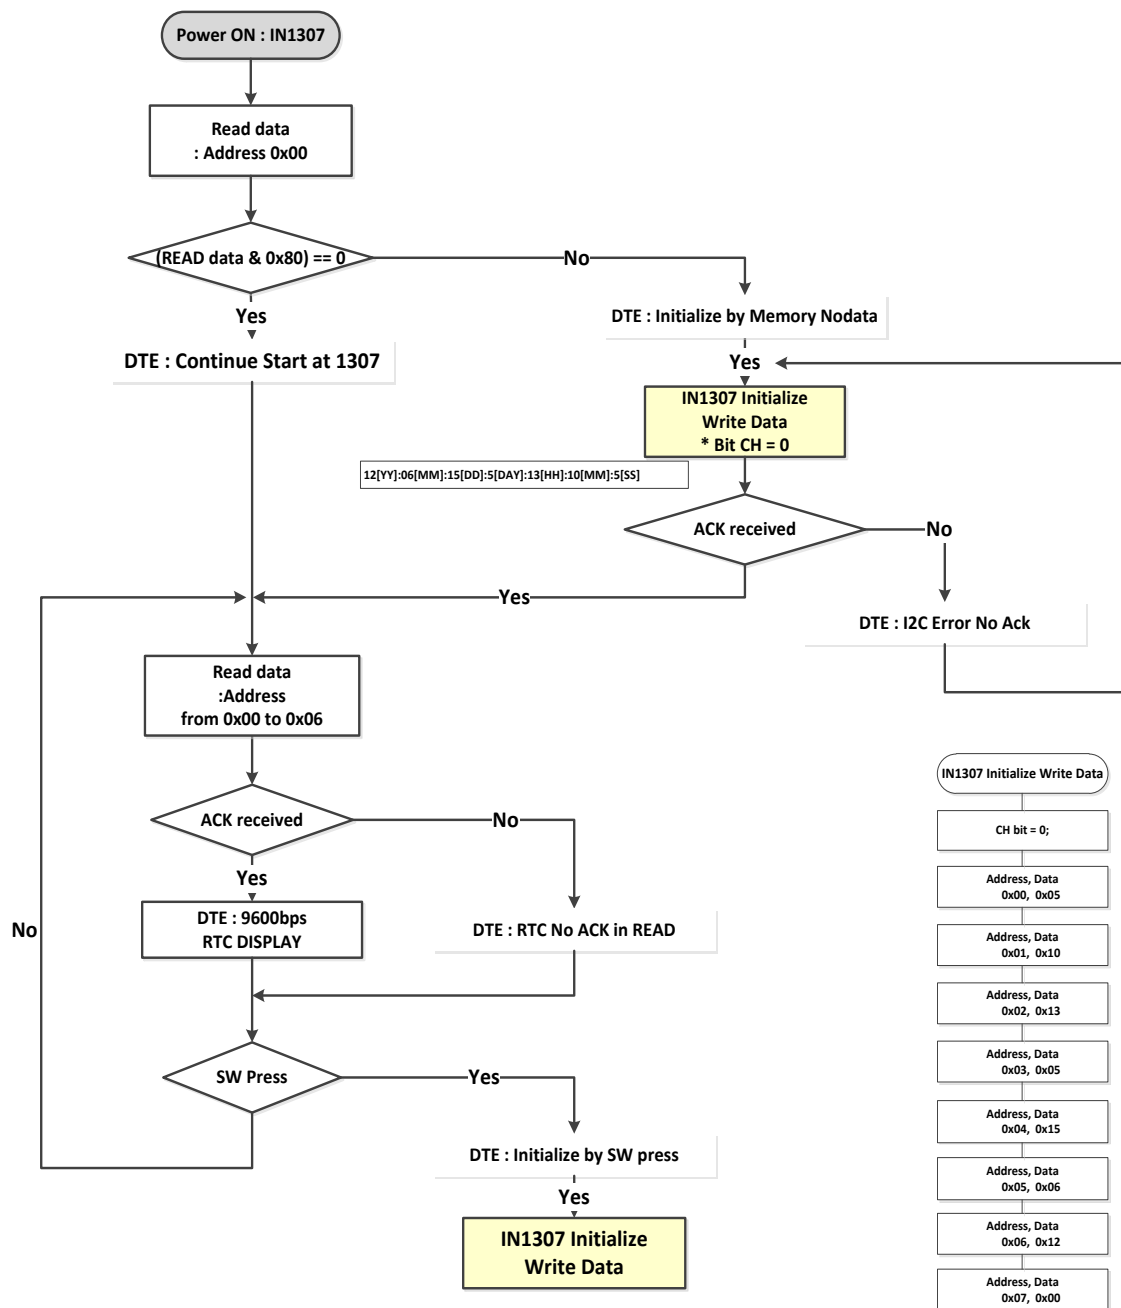 Power ON : IN1307
Read data
: Address 0x00
(READ data & 0x80) == 0
No
Yes
DTE : Initialize by Memory Nodata
DTE : Continue Start at 1307
Yes
IN1307 Initialize
Write Data
* Bit CH = 0
12[YY]:06[MM]:15[DD]:5[DAY]:13[HH]:10[MM]:5[SS]
ACK received
No
Yes
DTE : I2C Error No Ack
Read data
:Address
from 0x00 to 0x06
ACK received
No
Yes
DTE : 9600bps
RTC DISPLAY
DTE : RTC No ACK in READ
No
SW Press
Yes
DTE : Initialize by SW press
Yes
IN1307 Initialize
Write Data
IN1307 Initialize Write Data
CH bit = 0;
Address, Data
0x00, 0x05
Address, Data
0x01, 0x10
Address, Data
0x02, 0x13
Address, Data
0x03, 0x05
Address, Data
0x04, 0x15
Address, Data
0x05, 0x06
Address, Data
0x06, 0x12
Address, Data
0x07, 0x00